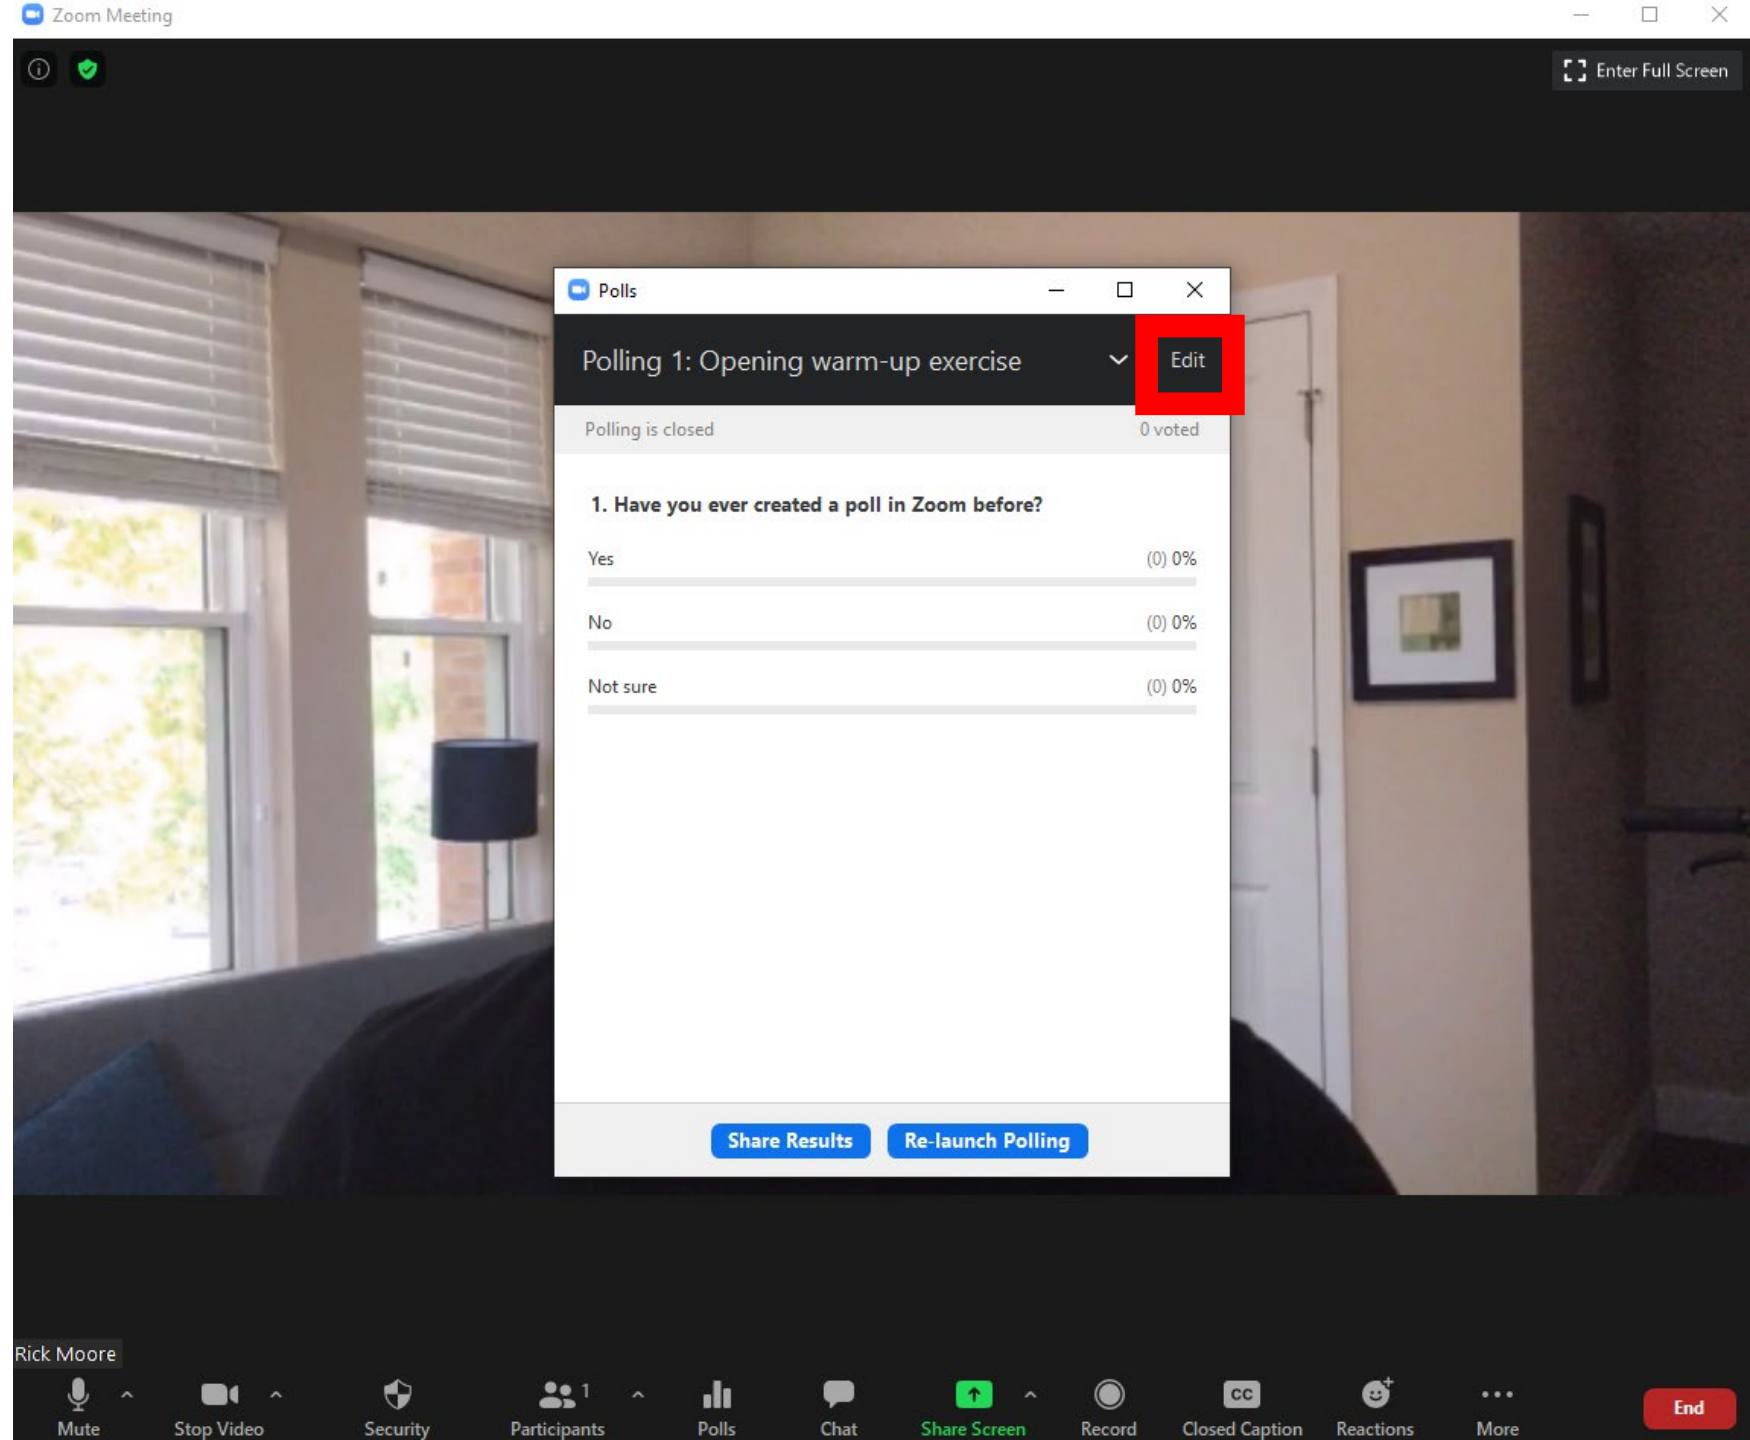 Zoom Meeting
Enter Full Screen
Polls
Polling 1: Opening warm-up exercise
Edit
Polling is closed 0 voted
1. Have you ever created a poll in Zoom before?
Yes (0) 0%
No (0) 0%
Not sure (0) 0%
Share Results Re-launch Polling
Rick Moore
1 CC
Mute Stop Video Security Participants Polls Chat Share Screen Record Closed Caption Reactions More End